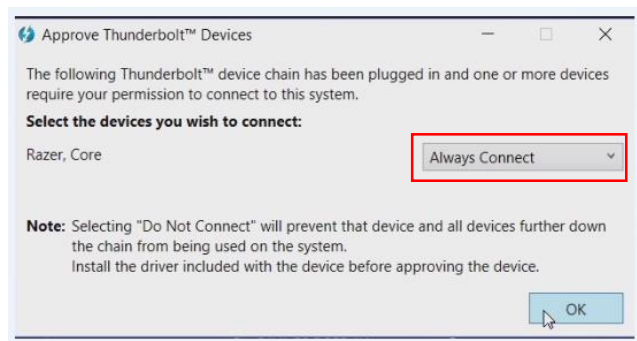 Approve Thunderbolt™ Devices
The following Thunderbolt™ device chain has been plugged in and one or more devices
require your permission to connect to this system.
Select the devices you wish to connect:
Razer, Core
Always Connect
Note: Selecting "Do Not Connect" will prevent that device and all devices further down
the chain from being used on the system.
Install the driver included with the device before approving the device.
OK